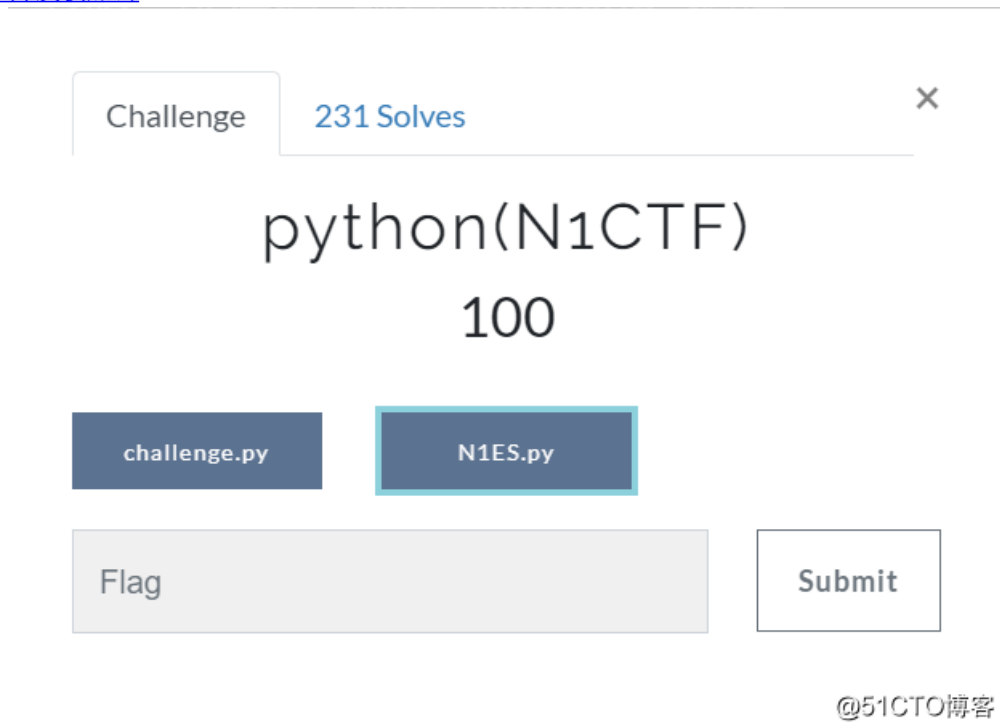 Challenge 231 Solves ×
python(N1CTF)
100
challenge.py N1ES.py
Flag Submit
@51CTO博客